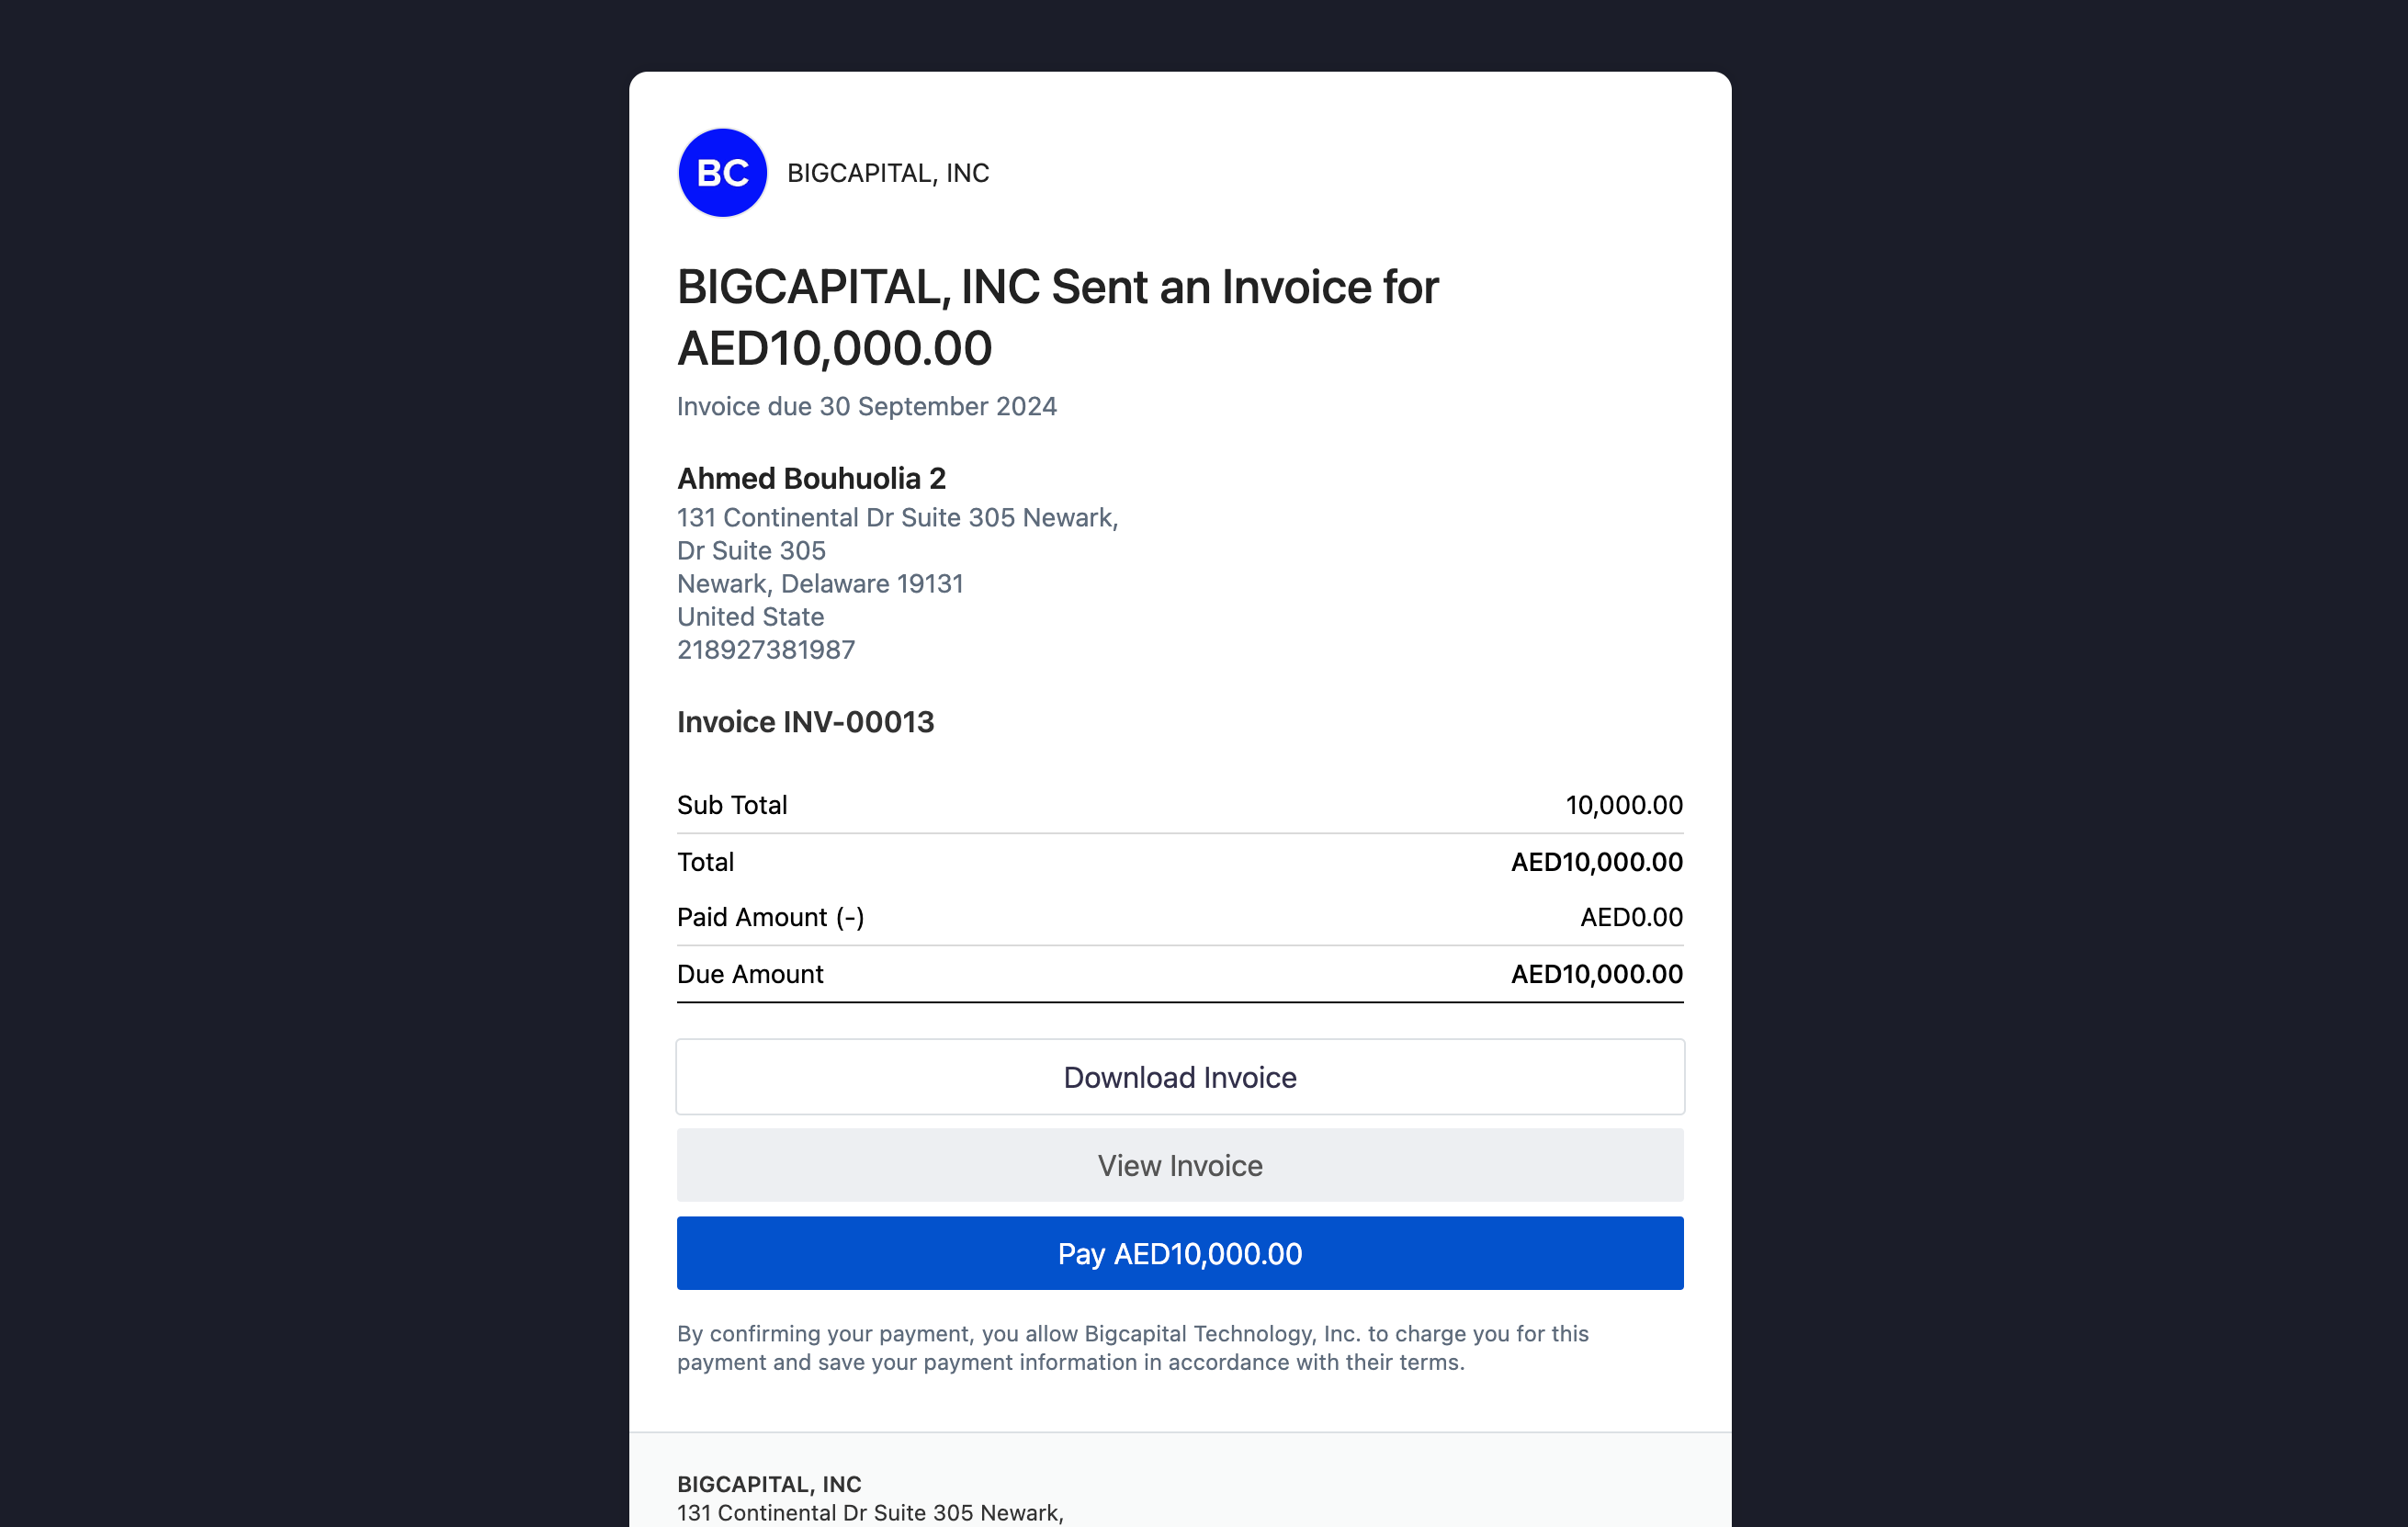 BC
BIGCAPITAL, INC
BIGCAPITAL, INC Sent an Invoice for
AED10,000.00
Invoice due 30 September 2024
Ahmed Bouhuolia 2
131 Continental Dr Suite 305 Newark,
Dr Suite 305
Newark, Delaware 19131
United State
218927381987
Invoice INV-00013
Sub Total 10,000.00
Total AED10,000.00
Paid Amount (-) AED0.00
Due Amount AED10,000.00
Download Invoice
View Invoice
Pay AED10,000.00
By confirming your payment, you allow Bigcapital Technology, Inc. to charge you for this
payment and save your payment information in accordance with their terms.
BIGCAPITAL, INC
131 Continental Dr Suite 305 Newark,